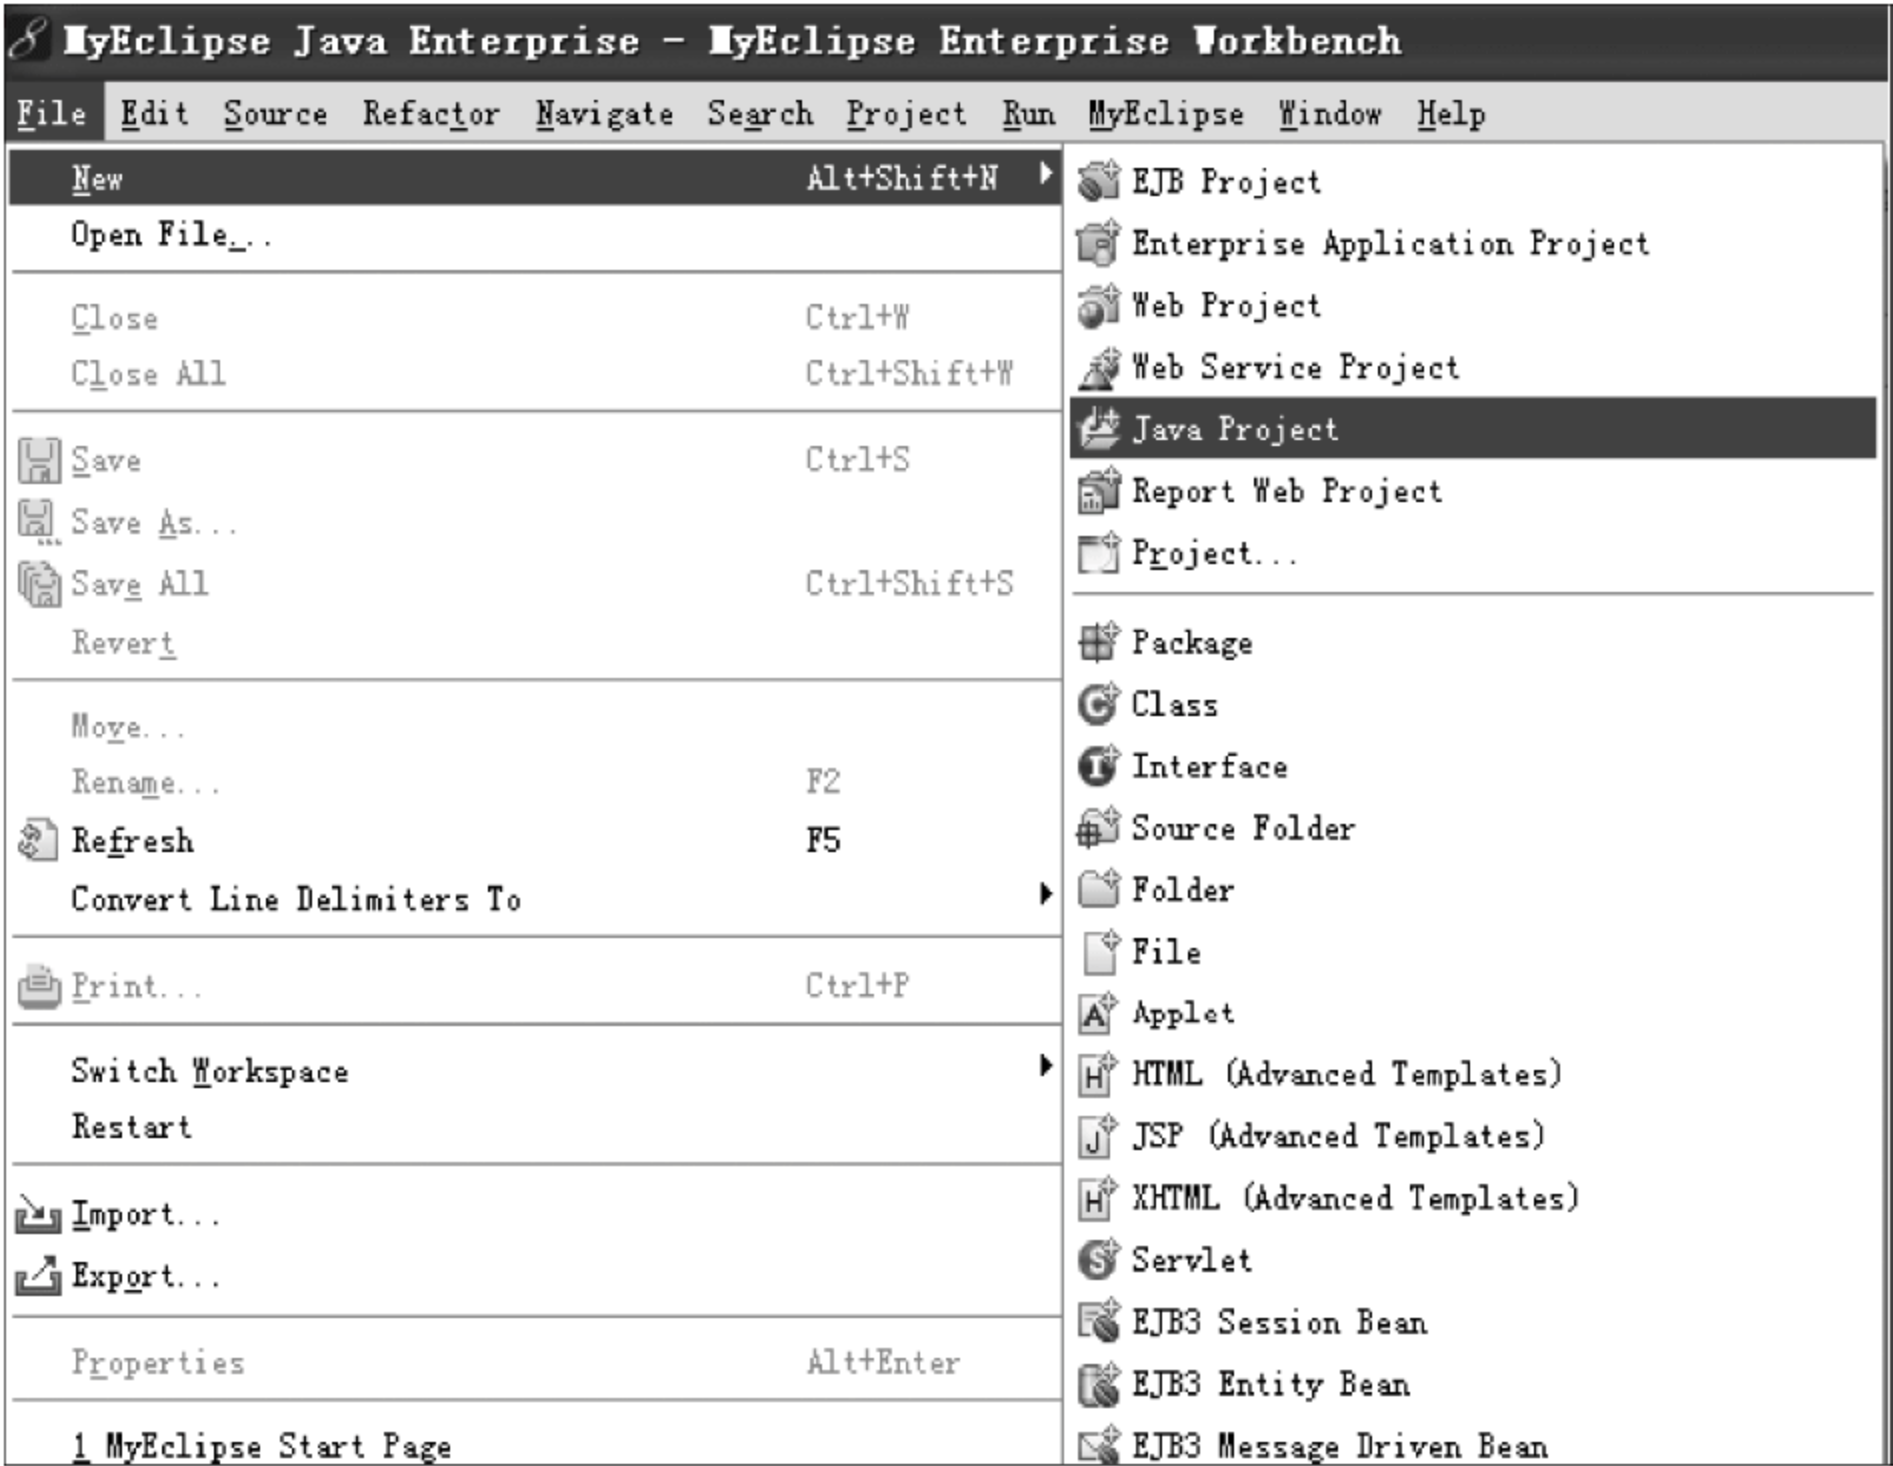 MyEclipse Java Enterprise - MyEclipse Enterprise Workbench
File Edit Source Refactor Navigate Search Project Run MyEclipse Window Help
New Alt+Shift+N
Open File...
Close Ctrl+W
Close All Ctrl+Shift+W
Save Ctrl+S
Save As...
Save All Ctrl+Shift+S
Revert
Move...
Rename... F2
Refresh F5
Convert Line Delimiters To
Print... Ctrl+P
Switch Workspace
Restart
Import...
Export...
Properties Alt+Enter
1 MyEclipse Start Page
EJB Project
Enterprise Application Project
Web Project
Web Service Project
Java Project
Report Web Project
Project...
Package
Class
Interface
Source Folder
Folder
File
Applet
HTML (Advanced Templates)
JSP (Advanced Templates)
XHTML (Advanced Templates)
Servlet
EJB3 Session Bean
EJB3 Entity Bean
EJB3 Message Driven Bean